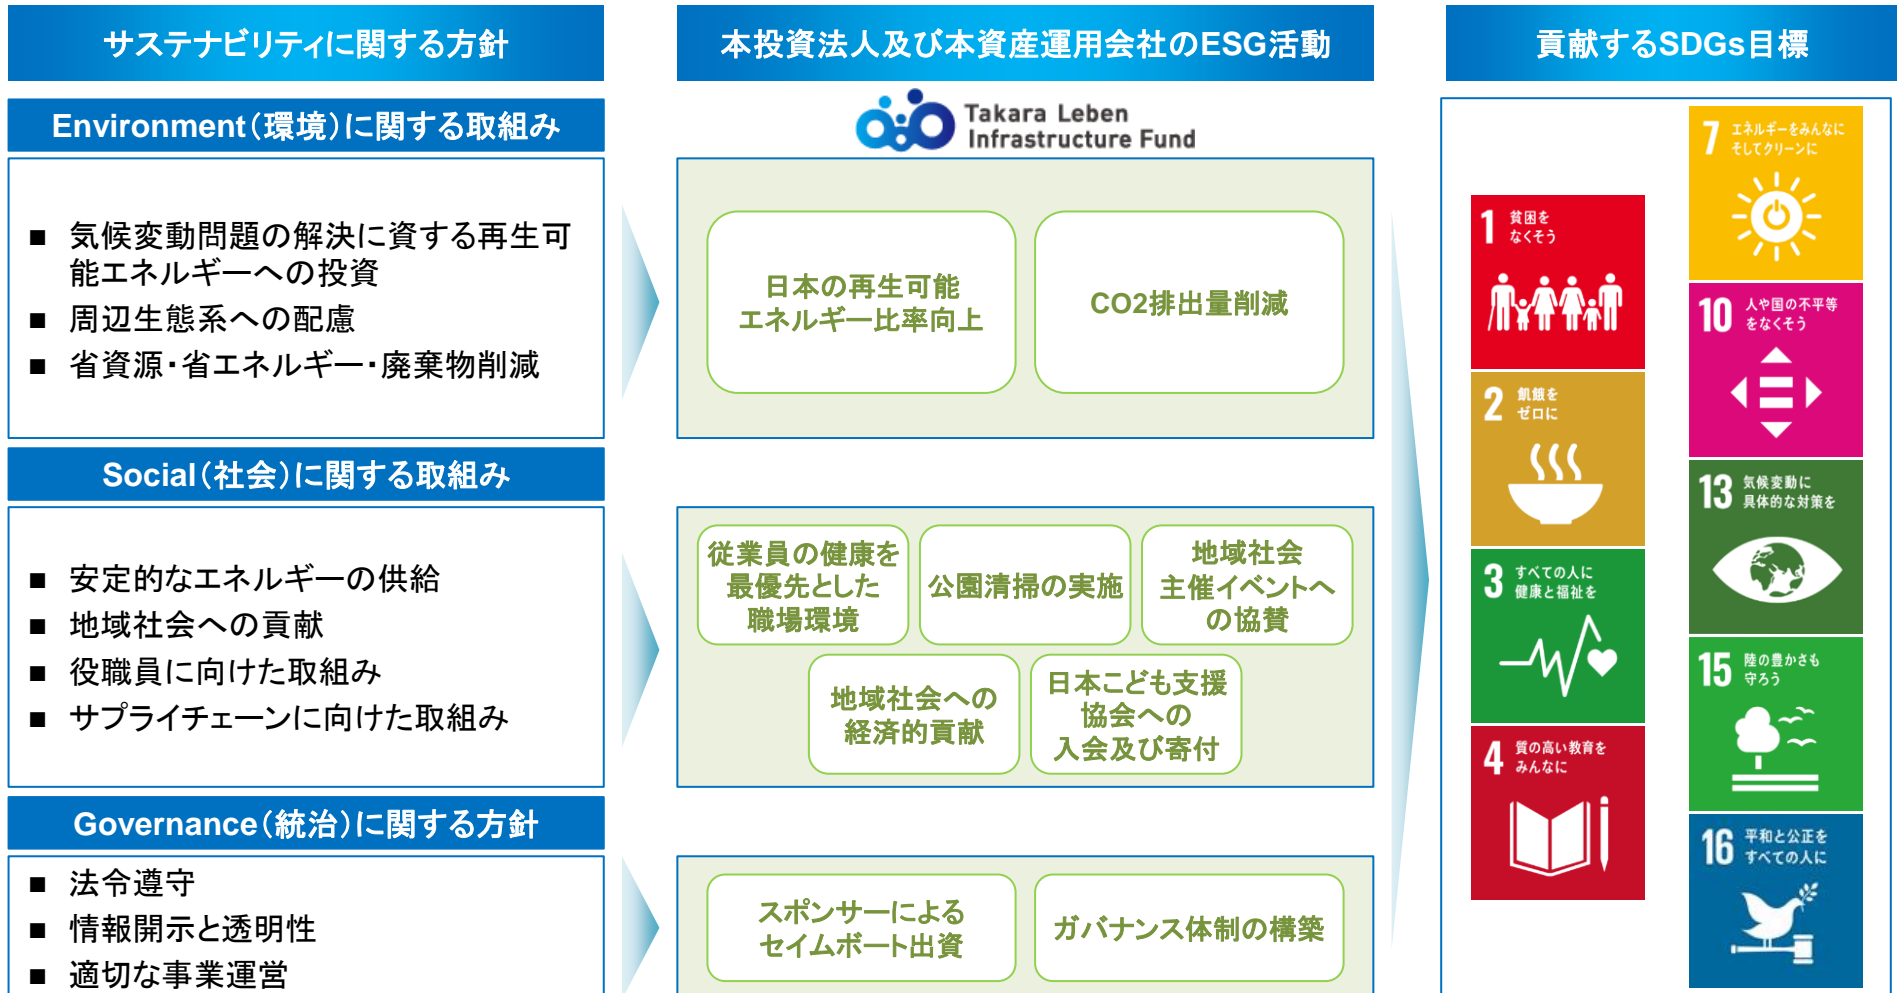 サステナビリティに関する方針
本投資法人及び本資産運用会社のESG活動
貢献するSDGs目標
Environment（環境）に関する取組み
■ 気候変動問題の解決に資する再生可
能エネルギーへの投資
■ 周辺生態系への配慮
■ 省資源・省エネルギー・廃棄物削減
Social（社会）に関する取組み
■ 安定的なエネルギーの供給
■ 地域社会への貢献
■ 役職員に向けた取組み
■ サプライチェーンに向けた取組み
Governance（統治）に関する方針
■ 法令遵守
■ 情報開示と透明性
■ 適切な事業運営
Takara Leben
Infrastructure Fund
日本の再生可能
エネルギー比率向上
CO2排出量削減
従業員の健康を
最優先とした
職場環境
公園清掃の実施
地域社会
主催イベントへ
の協賛
地域社会への
経済的貢献
日本こども支援
協会への
入会及び寄付
スポンサーによる
セイムボート出資
ガバナンス体制の構築
1 貧困を
なくそう
2 飢餓を
ゼロに
3 すべての人に
健康と福祉を
4 質の高い教育を
みんなに
7 エネルギーをみんなに
そしてクリーンに
10 人や国の不平等
をなくそう
13 気候変動に
具体的な対策を
15 陸の豊かさも
守ろう
16 平和と公正を
すべての人に